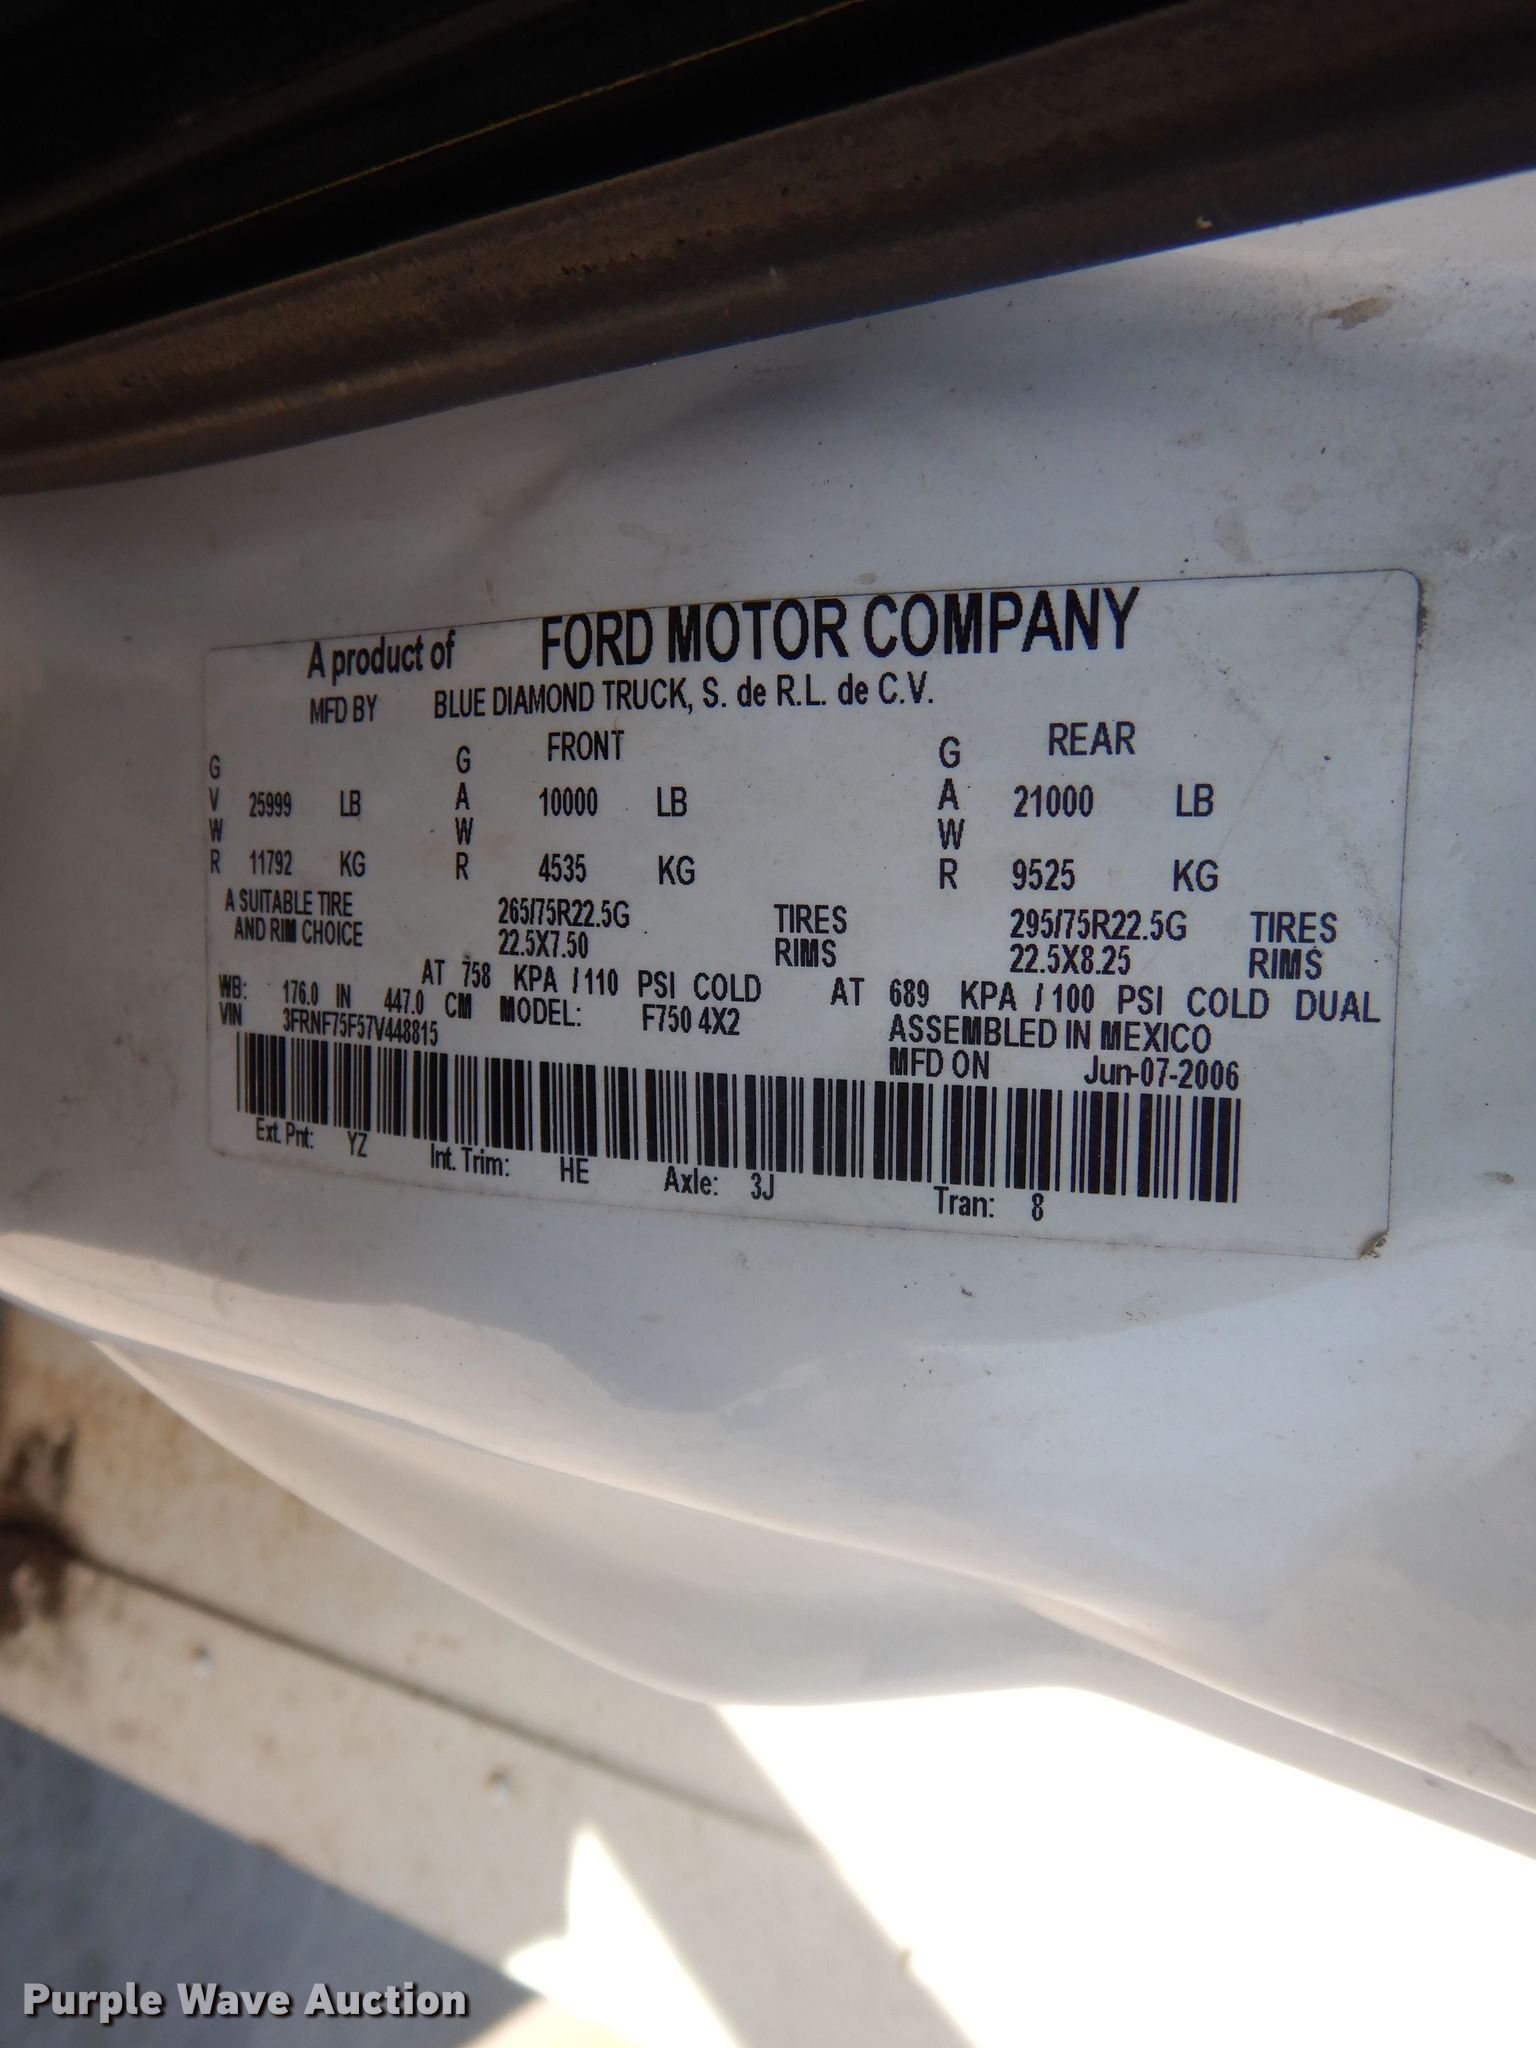 A product of FORD MOTOR COMPANY
MFD BY BLUE DIAMOND TRUCK, S. de R.L. de C.V.
GVWR 25999 LB 11792 KG
GAWR FRONT 10000 LB 4535 KG
GAWR REAR 21000 LB 9525 KG
A SUITABLE TIRE 265/75R22.5G TIRES 295/75R22.5G TIRES
AND RIM CHOICE 22.5X7.50 RIMS 22.5X8.25 RIMS
AT 758 KPA / 110 PSI COLD AT 689 KPA / 100 PSI COLD DUAL
WB: 176.0 IN 447.0 CM MODEL: F750 4X2 ASSEMBLED IN MEXICO
VIN 3FRNF75F57V448815 MFD ON Jun-07-2006
Ext. Pnt: YZ Int. Trim: HE Axle: 3J Tran: 8
Purple Wave Auction